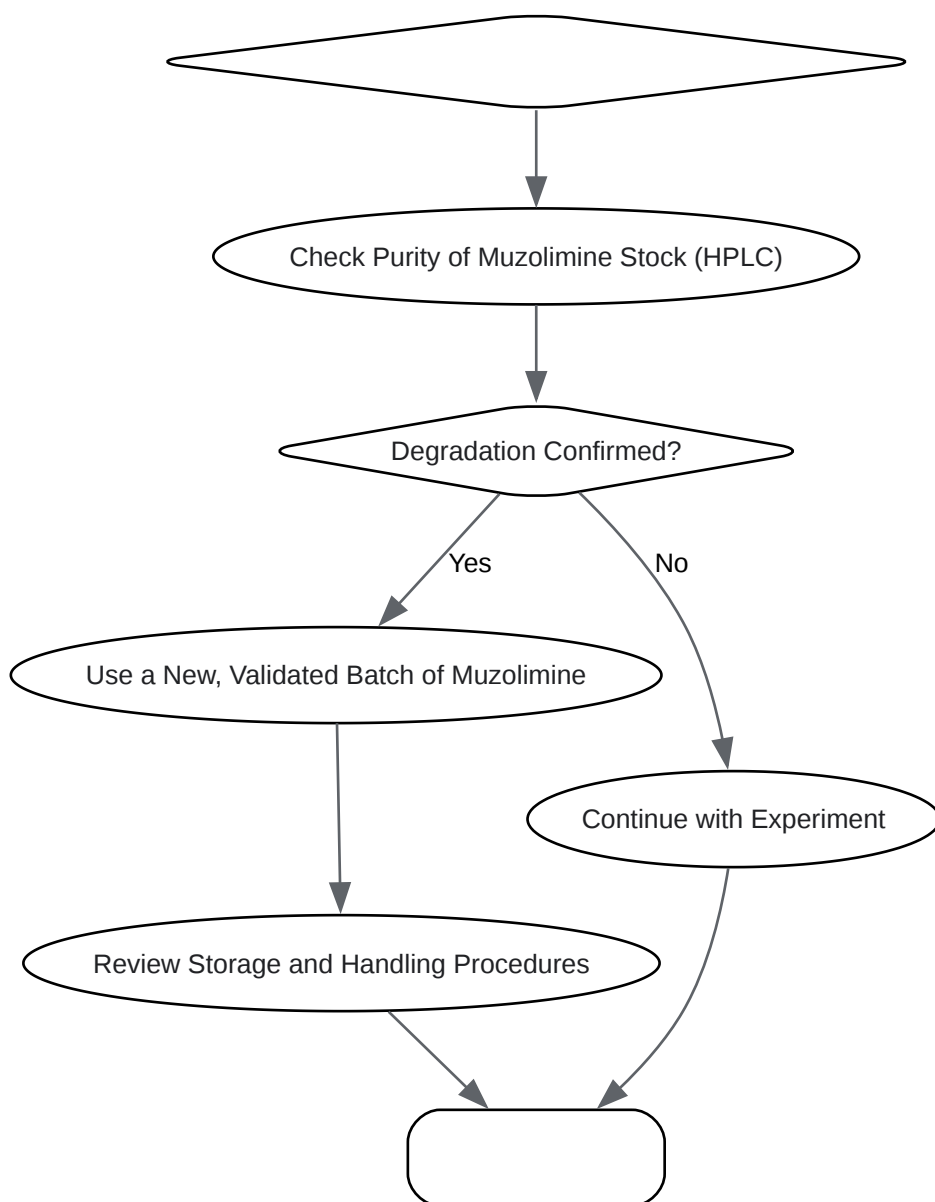 Check Purity of Muzolimine Stock (HPLC)
Degradation Confirmed?
Yes
No
Use a New, Validated Batch of Muzolimine
Continue with Experiment
Review Storage and Handling Procedures